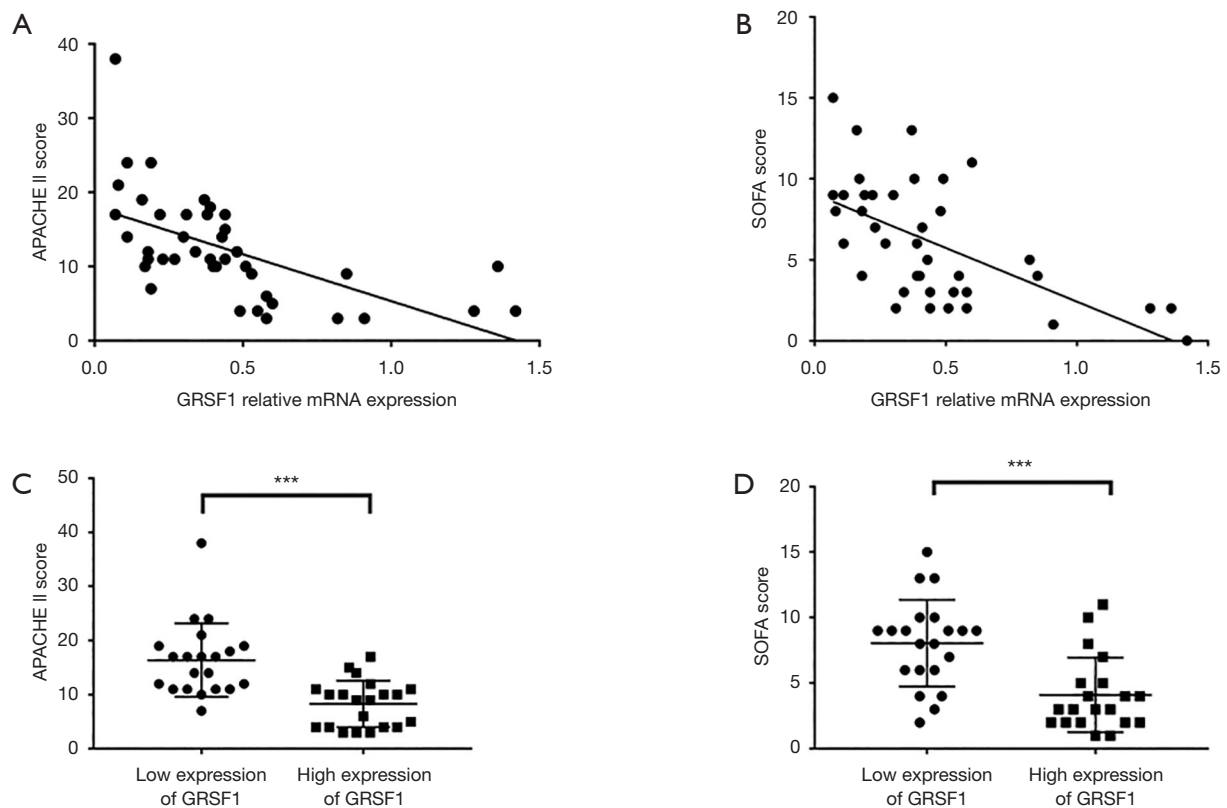 A
40
30
20
10
0
APACHE II score
0.0 0.5 1.0 1.5
GRSF1 relative mRNA expression
B
20
15
10
5
0
SOFA score
0.0 0.5 1.0 1.5
GRSF1 relative mRNA expression
C
50
40
30
20
10
0
APACHE II score
***
Low expression
of GRSF1
High expression
of GRSF1
D
20
15
10
5
0
SOFA score
***
Low expression
of GRSF1
High expression
of GRSF1